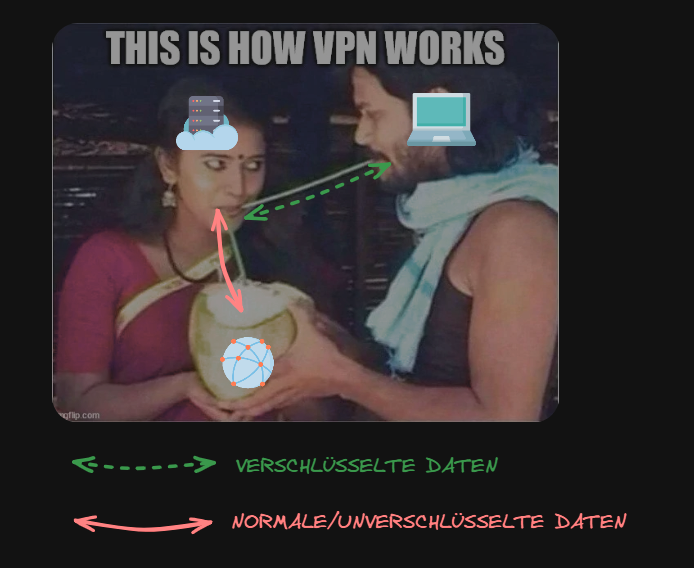 THIS IS HOW VPN WORKS
imgflip.com
VERSCHLÜSSELTE DATEN
NORMALE/UNVERSCHLÜSSELTE DATEN